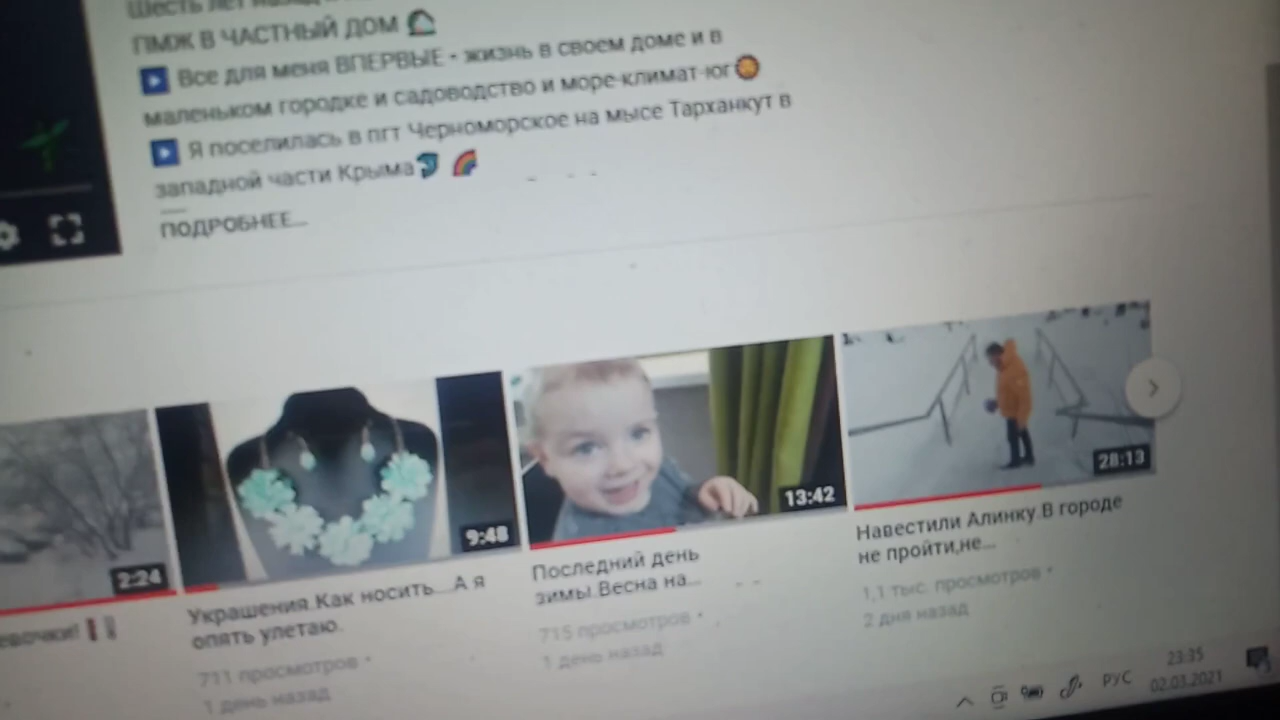 Шесть лет назад
ПМЖ В ЧАСТНЫЙ ДОМ
Все для меня ВПЕРВЫЕ - жизнь в своем доме и в
маленьком городке и садоводство и море-климат-юг
Я поселилась в пгт Черноморское на мысе Тарханкут в
западной части Крыма
ПОДРОБНЕЕ...
2:24
9:48
Украшения.Как носить...А я
опять улетаю.
711 просмотров •
1 день назад
13:42
Последний день
зимы.Весна на...
715 просмотров •
1 день назад
28:13
Навестили Алинку.В городе
не пройти,не...
1,1 тыс. просмотров •
2 дня назад
РУС
23:35
02.03.2021